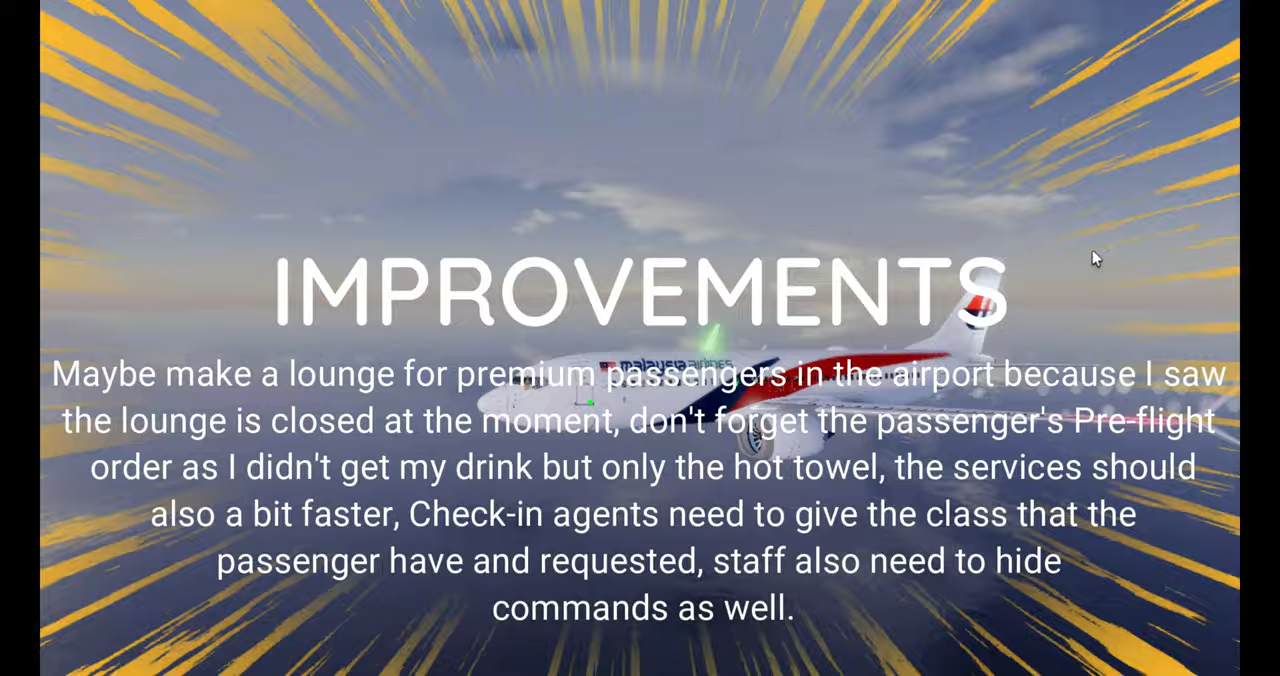 IMPROVEMENTS
malaysia airlines
Maybe make a lounge for premium passengers in the airport because I saw
the lounge is closed at the moment, don't forget the passenger's Pre-flight
order as I didn't get my drink but only the hot towel, the services should
also a bit faster, Check-in agents need to give the class that the
passenger have and requested, staff also need to hide
commands as well.